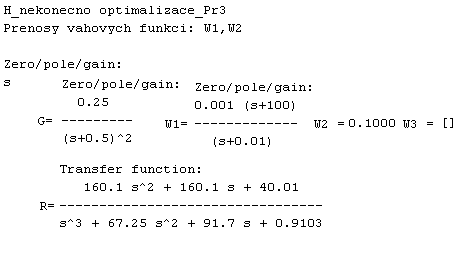 H_nekonecno optimalizace_Pr3
Prenosy vahovych funkci: W1,W2
Zero/pole/gain:
s
Zero/pole/gain:
0.25
G= ---------
(s+0.5)^2
Zero/pole/gain:
0.001 (s+100)
W1= -------------
(s+0.01)
W2 =0.1000 W3 = []
Transfer function:
160.1 s^2 + 160.1 s + 40.01
R= ---------------------------------
s^3 + 67.25 s^2 + 91.7 s + 0.9103